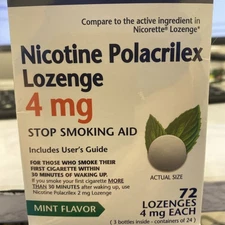 Compare to the active ingredient in
Nicorette® Lozenge*
Nicotine Polacrilex
Lozenge
4 mg
STOP SMOKING AID
Includes User's Guide
FOR THOSE WHO SMOKE THEIR
FIRST CIGARETTE WITHIN
30 MINUTES OF WAKING UP.
If you smoke your first cigarette MORE
THAN 30 MINUTES after waking up, use
Nicotine Polacrilex 2 mg Lozenge
ACTUAL SIZE
MINT FLAVOR
72
LOZENGES
4 mg EACH
( 3 bottles inside - containers of 24 )